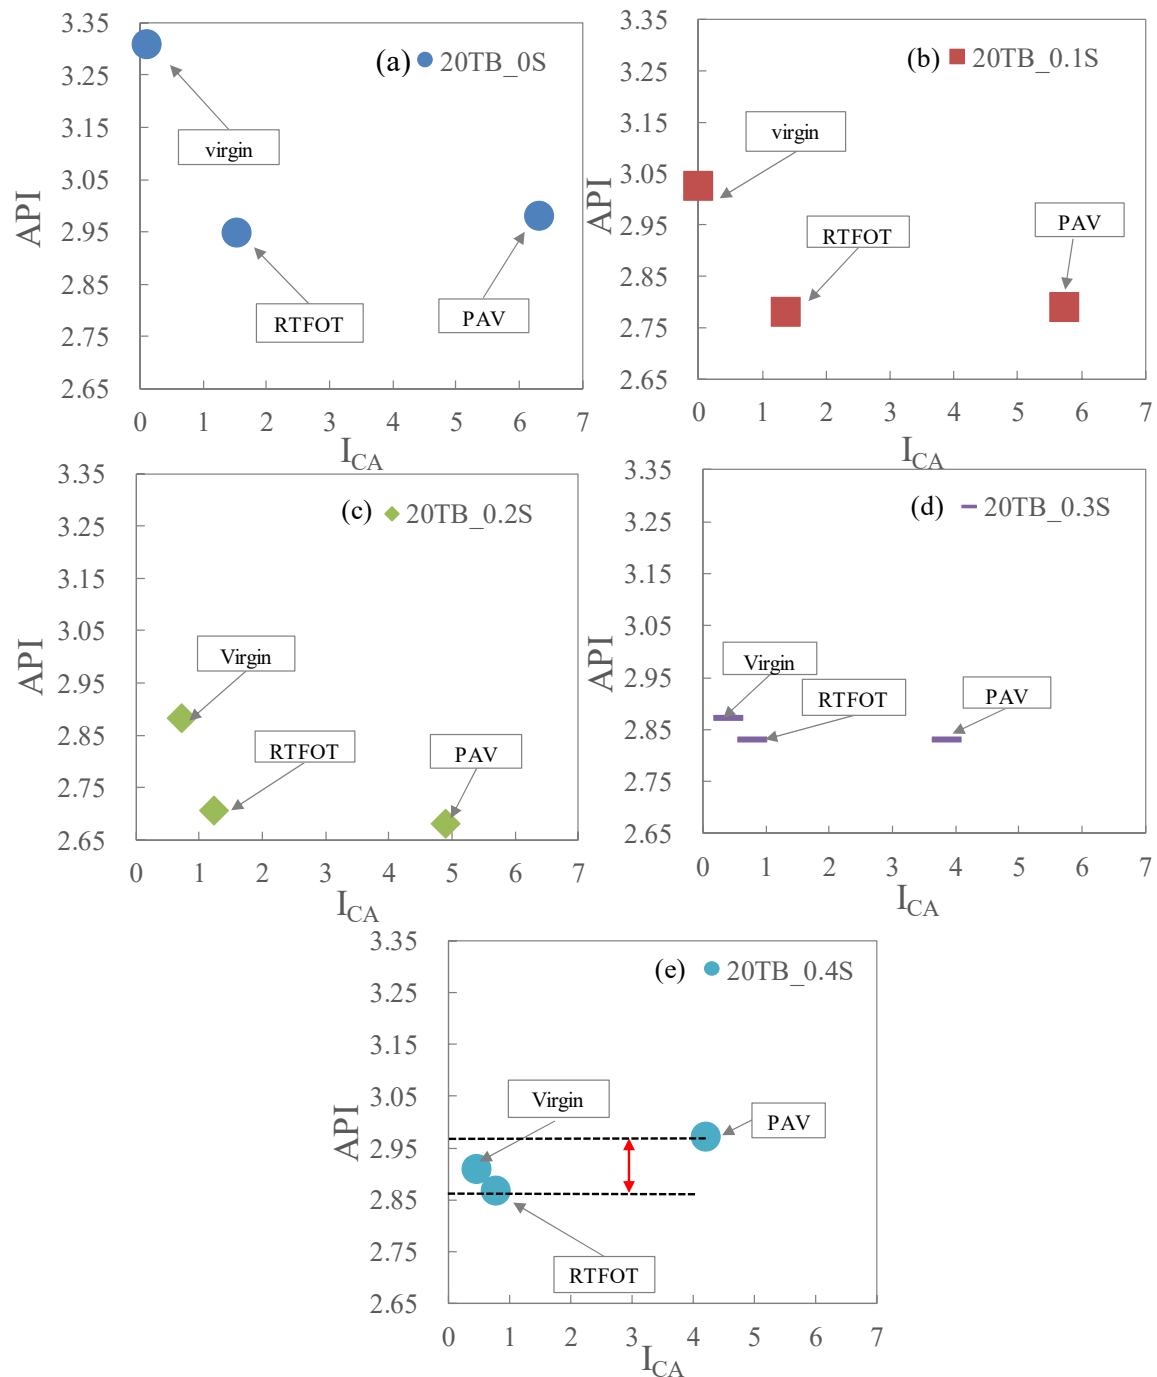 (a) 20TB_0S
API
3.35
3.25
3.15
3.05
2.95
2.85
2.75
2.65
virgin
RTFOT
PAV
0 1 2 3 4 5 6 7
I_CA
(b) 20TB_0.1S
API
3.35
3.25
3.15
3.05
2.95
2.85
2.75
2.65
virgin
RTFOT
PAV
0 1 2 3 4 5 6 7
I_CA
(c) 20TB_0.2S
API
3.35
3.25
3.15
3.05
2.95
2.85
2.75
2.65
Virgin
RTFOT
PAV
0 1 2 3 4 5 6 7
I_CA
(d) 20TB_0.3S
API
3.35
3.25
3.15
3.05
2.95
2.85
2.75
2.65
Virgin
RTFOT
PAV
0 1 2 3 4 5 6 7
I_CA
(e) 20TB_0.4S
API
3.35
3.25
3.15
3.05
2.95
2.85
2.75
2.65
Virgin
PAV
RTFOT
0 1 2 3 4 5 6 7
I_CA